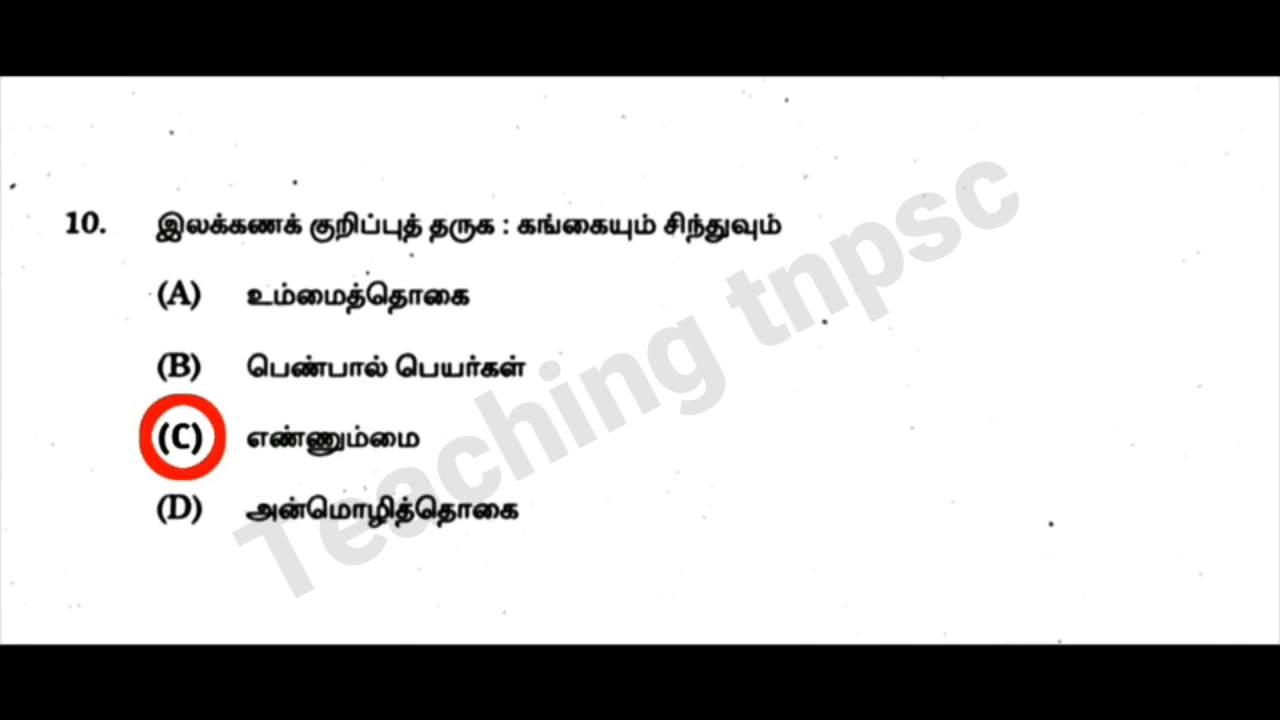 10. இலக்கணக் குறிப்புத் தருக : கங்கையும் சிந்துவும்
(A) உம்மைத்தொகை
(B) பெண்பால் பெயர்கள்
(C) எண்ணும்மை
(D) அன்மொழித்தொகை
Teaching tnpsc